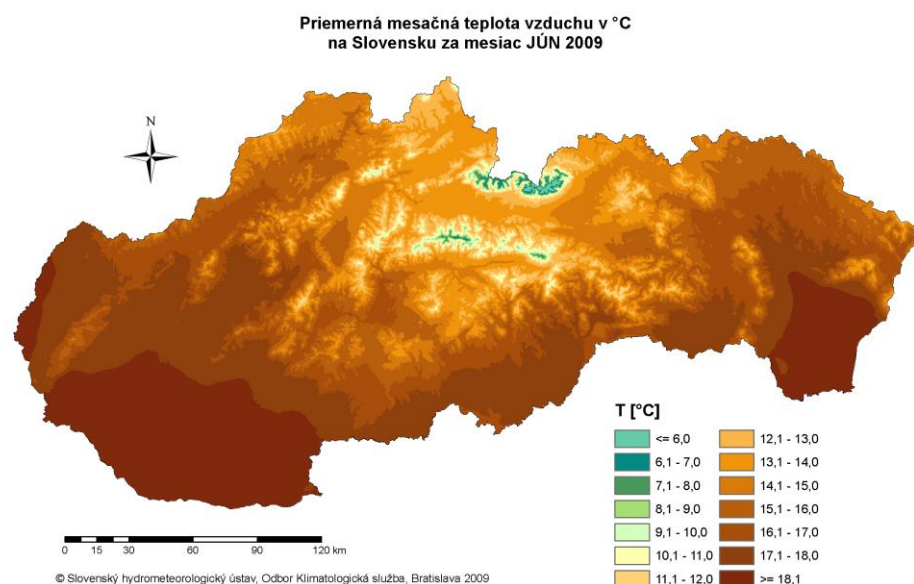 Priemerná mesačná teplota vzduchu v °C
na Slovensku za mesiac JÚN 2009
N
T [°C]
<= 6,0
6,1 - 7,0
7,1 - 8,0
8,1 - 9,0
9,1 - 10,0
10,1 - 11,0
11,1 - 12,0
12,1 - 13,0
13,1 - 14,0
14,1 - 15,0
15,1 - 16,0
16,1 - 17,0
17,1 - 18,0
>= 18,1
0 15 30 60 90 120 km
© Slovenský hydrometeorologický ústav, Odbor Klimatologická služba, Bratislava 2009